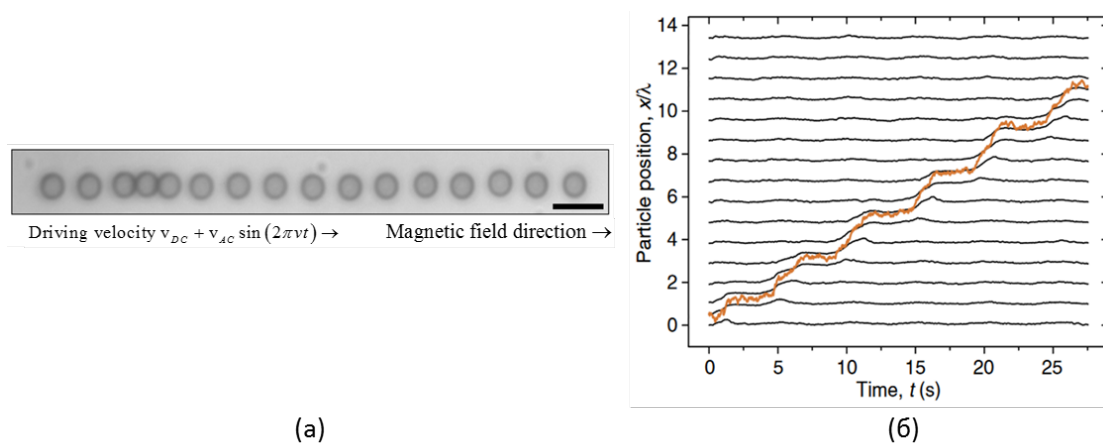 Driving velocity v_DC + v_AC sin (2πνt) →
Magnetic field direction →
(а)
Particle position, x/λ
14
12
10
8
6
4
2
0
0 5 10 15 20 25
Time, t (s)
(б)